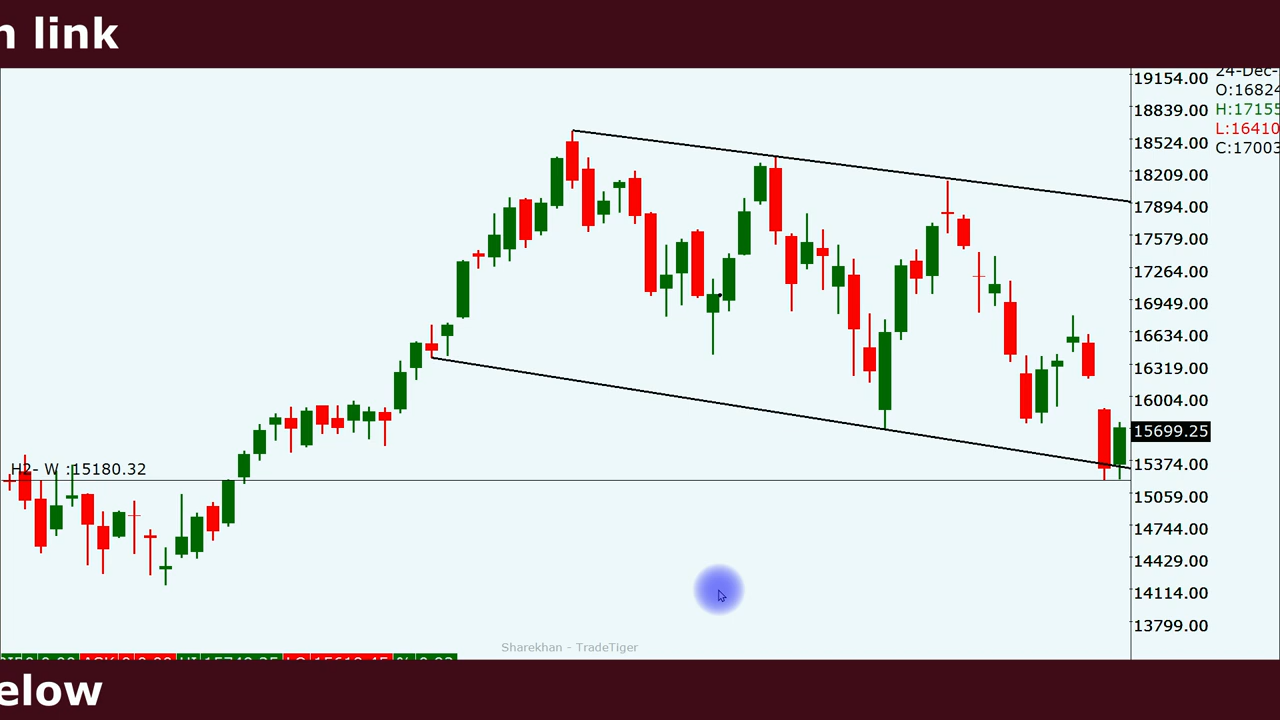 n link
19154.00
24-Dec-
18839.00
O:16824
H:17155
18524.00
L:16410
C:17003
18209.00
17894.00
17579.00
17264.00
16949.00
16634.00
16319.00
16004.00
15699.25
15374.00
H2- W :15180.32
15059.00
14744.00
14429.00
14114.00
13799.00
Sharekhan - TradeTiger
elow